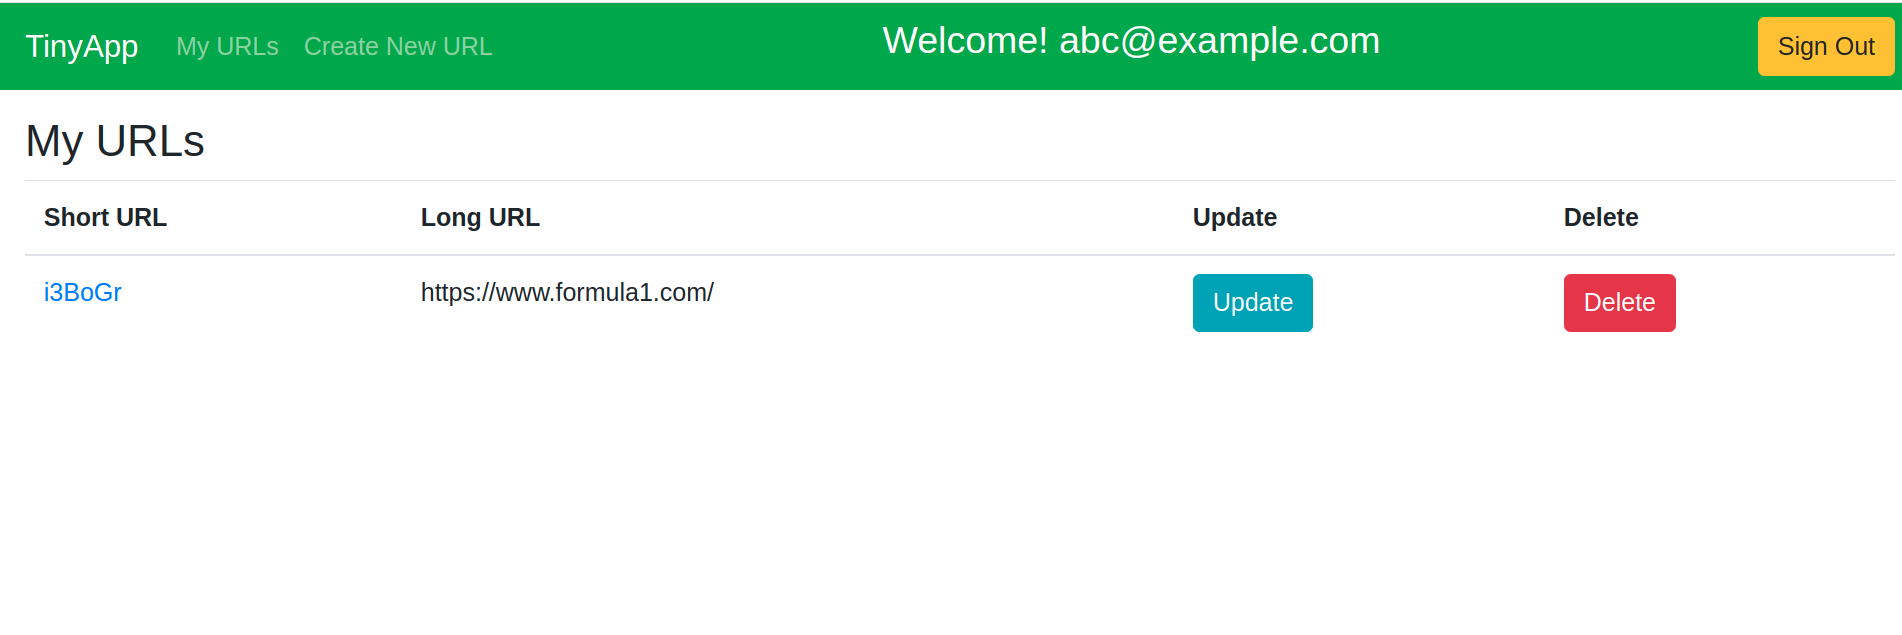 TinyApp My URLs Create New URL Welcome! abc@example.com Sign Out
My URLs
Short URL Long URL Update Delete
i3BoGr https://www.formula1.com/ Update Delete